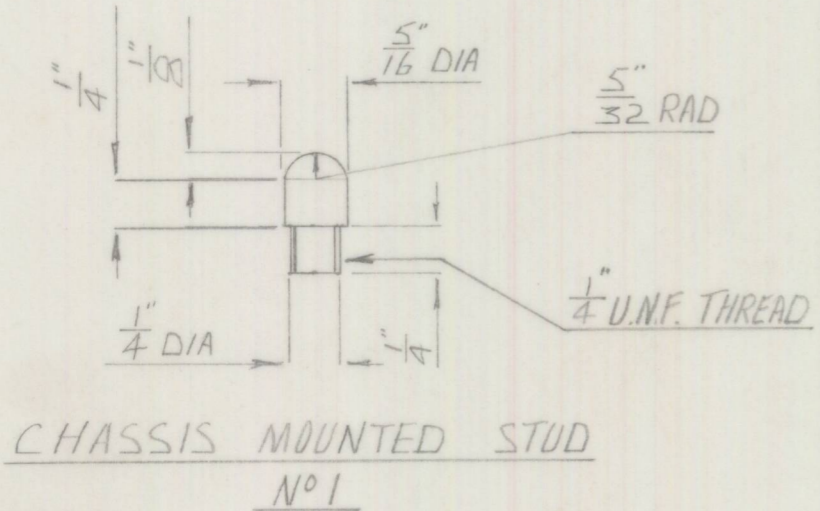 1/4"
1/8"
5/16" DIA
5/32" RAD
1/4" DIA
1/4"
1/4" U.N.F. THREAD
CHASSIS MOUNTED STUD
Nº 1